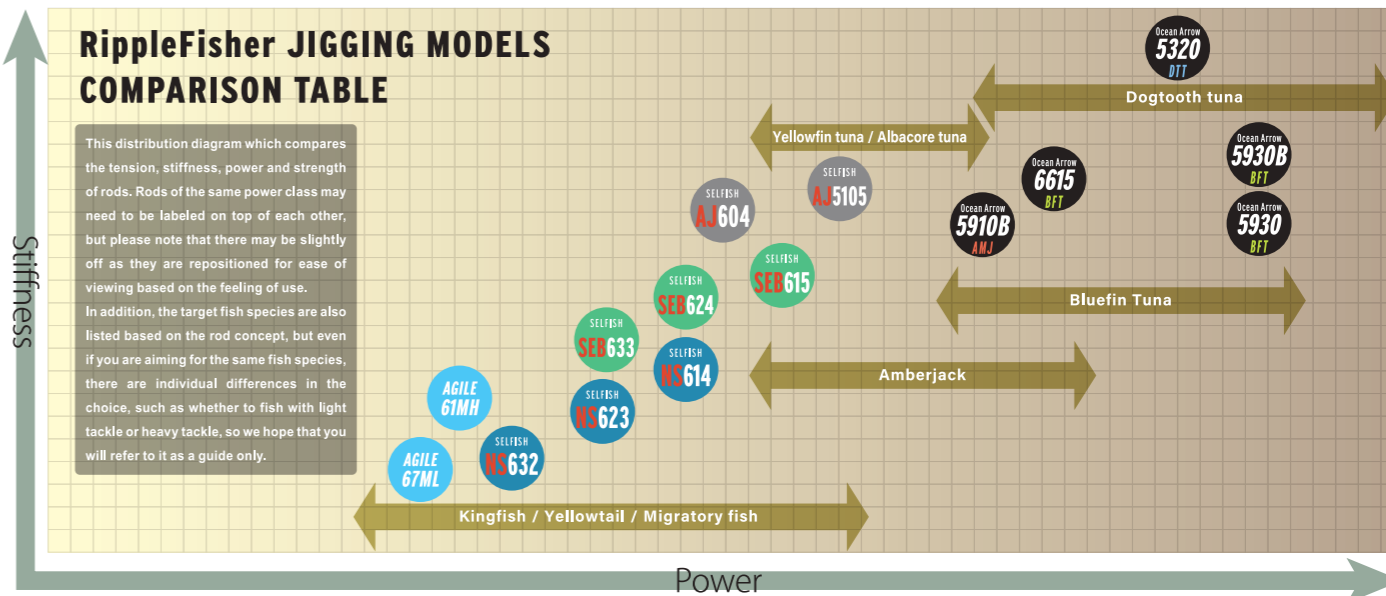 RippleFisher JIGGING MODELS
COMPARISON TABLE
This distribution diagram which compares
the tension, stiffness, power and strength
of rods. Rods of the same power class may
need to be labeled on top of each other,
but please note that there may be slightly
off as they are repositioned for ease of
viewing based on the feeling of use.
In addition, the target fish species are also
listed based on the rod concept, but even
if you are aiming for the same fish species,
there are individual differences in the
choice, such as whether to fish with light
tackle or heavy tackle, so we hope that you
will refer to it as a guide only.
Stiffness
Ocean Arrow
5320
DTT
Dogtooth tuna
Yellowfin tuna / Albacore tuna
Ocean Arrow
5930B
BFT
Ocean Arrow
6615
BFT
SELFISH
AJ5105
SELFISH
AJ604
Ocean Arrow
5910B
AMJ
Ocean Arrow
5930
BFT
SELFISH
SEB615
SELFISH
SEB624
Bluefin Tuna
SELFISH
SEB633
SELFISH
NS614
Amberjack
AGILE
61MH
SELFISH
NS623
SELFISH
NS632
AGILE
67ML
Kingfish / Yellowtail / Migratory fish
Power